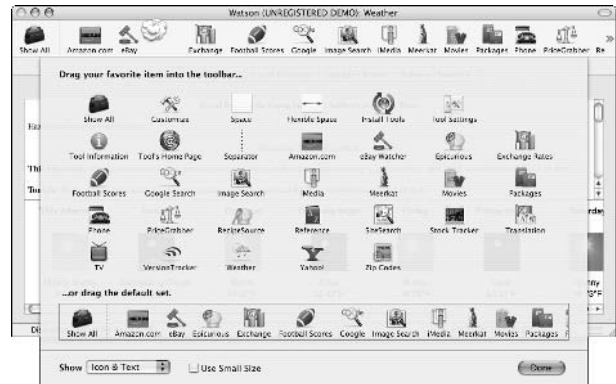 Watson (UNREGISTERED DEMO): Weather
Show All Amazon.com eBay Exchange Football Scores Google Image Search iMedia Meerkat Movies Packages Phone PriceGrabber Re
Drag your favorite item into the toolbar...
Show All Customize Space Flexible Space Install Tools Tool Settings
Tool Information Tool's Home Page Separator Amazon.com eBay Watcher Epicurious Exchange Rates
Football Scores Google Search Image Search iMedia Meerkat Movies Packages
Phone PriceGrabber RecipeSource Reference SiteSearch Stock Tracker Translation
TV VersionTracker Weather Yahoo! Zip Codes
...or drag the default set.
Show All Amazon.com eBay Epicurious Exchange Football Scores Google Image Search iMedia Meerkat Movies Packages
Show Icon & Text Use Small Size Done